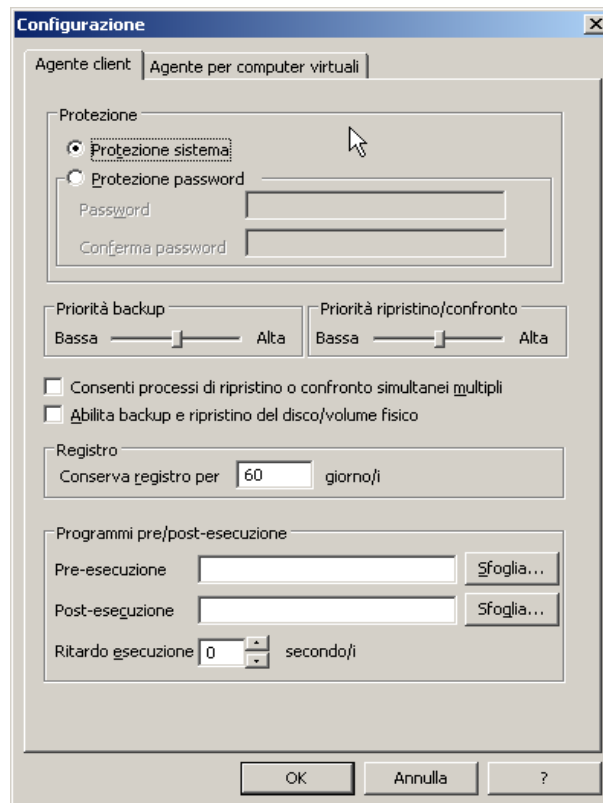 Configurazione
Agente client Agente per computer virtuali
Protezione
Protezione sistema
Protezione password
Password
Conferma password
Priorità backup Priorità ripristino/confronto
Bassa Alta Bassa Alta
Consenti processi di ripristino o confronto simultanei multipli
Abilita backup e ripristino del disco/volume fisico
Registro
Conserva registro per 60 giorno/i
Programmi pre/post-esecuzione
Pre-esecuzione Sfoglia...
Post-esecuzione Sfoglia...
Ritardo esecuzione 0 secondo/i
OK Annulla ?